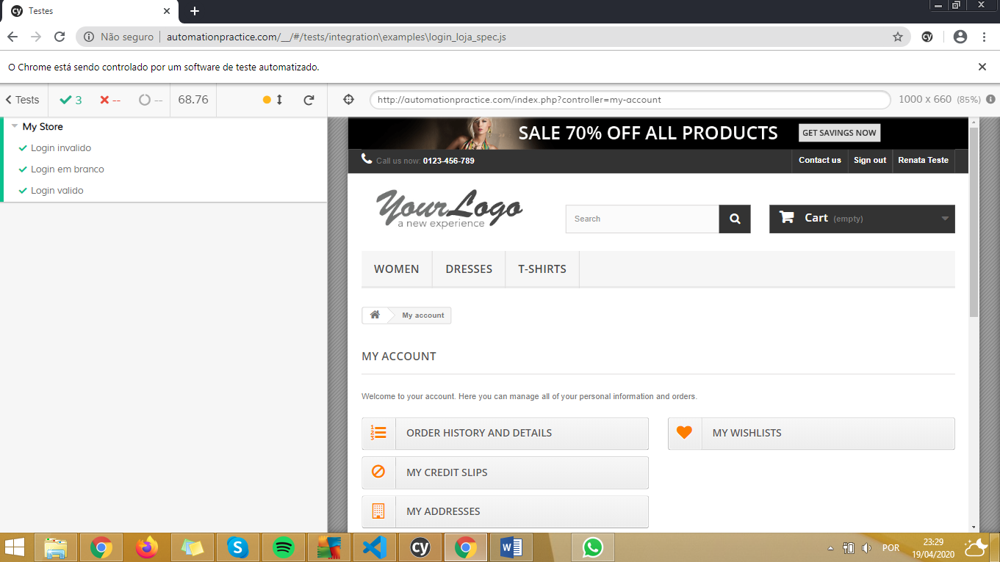 Testes
Não seguro automationpractice.com/__/#/tests/integration\examples\login_loja_spec.js
O Chrome está sendo controlado por um software de teste automatizado.
Tests 3 -- -- 68.76
http://automationpractice.com/index.php?controller=my-account
1000 x 660 (85%)
My Store
Login invalido
Login em branco
Login valido
SALE 70% OFF ALL PRODUCTS GET SAVINGS NOW
Call us now: 0123-456-789
Contact us Sign out Renata Teste
YourLogo
a new experience
Search
Cart (empty)
WOMEN DRESSES T-SHIRTS
My account
MY ACCOUNT
Welcome to your account. Here you can manage all of your personal information and orders.
ORDER HISTORY AND DETAILS
MY WISHLISTS
MY CREDIT SLIPS
MY ADDRESSES
POR
23:29
19/04/2020